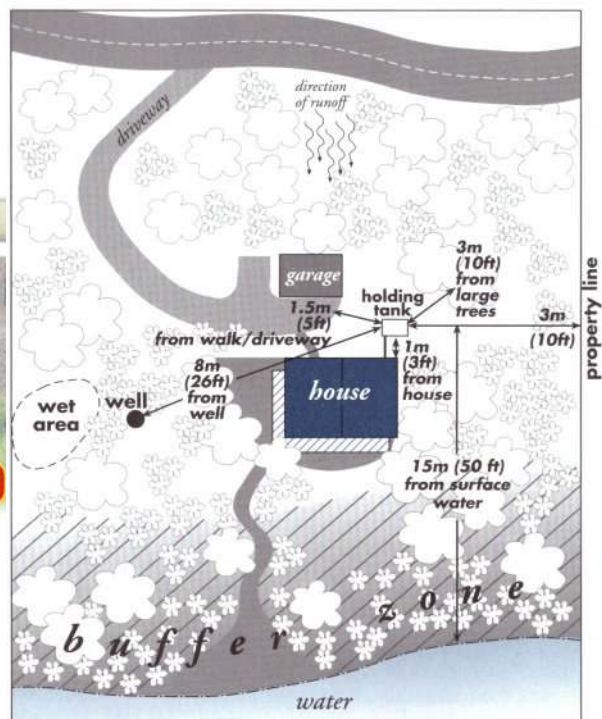 direction
of runoff
driveway
garage
holding
tank
3m
(10ft)
from
large
trees
1.5m
(5ft)
from walk/driveway
3m
(10ft)
property line
8m
(26ft)
from
well
1m
(3ft)
from
house
wet
area
well
house
15m (50 ft)
from surface
water
buffer zone
water